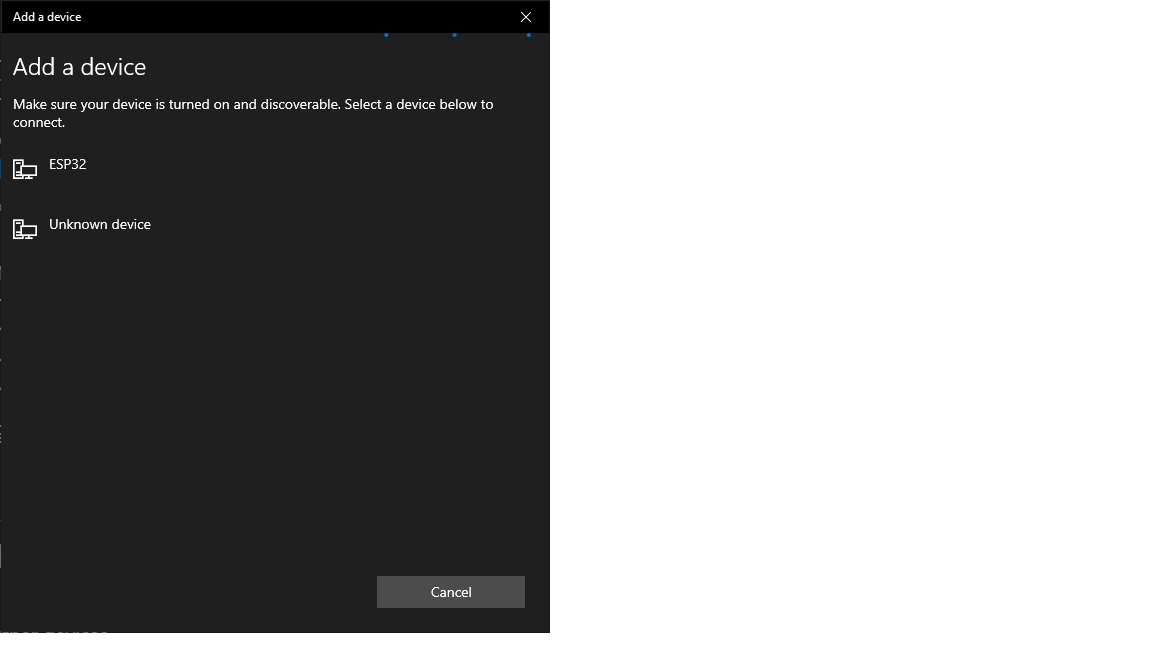 Add a device
Add a device
Make sure your device is turned on and discoverable. Select a device below to
connect.
ESP32
Unknown device
Cancel